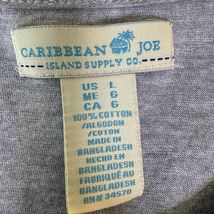 CARIBBEAN JOE
ISLAND SUPPLY CO.
US L
ME G
CA G
100% COTTON
/ALGODON
/COTON
MADE IN
BANGLADESH
HECHO EN
BANGLADESH
FABRIQUÉ AU
BANGLADESH
RN# 34570